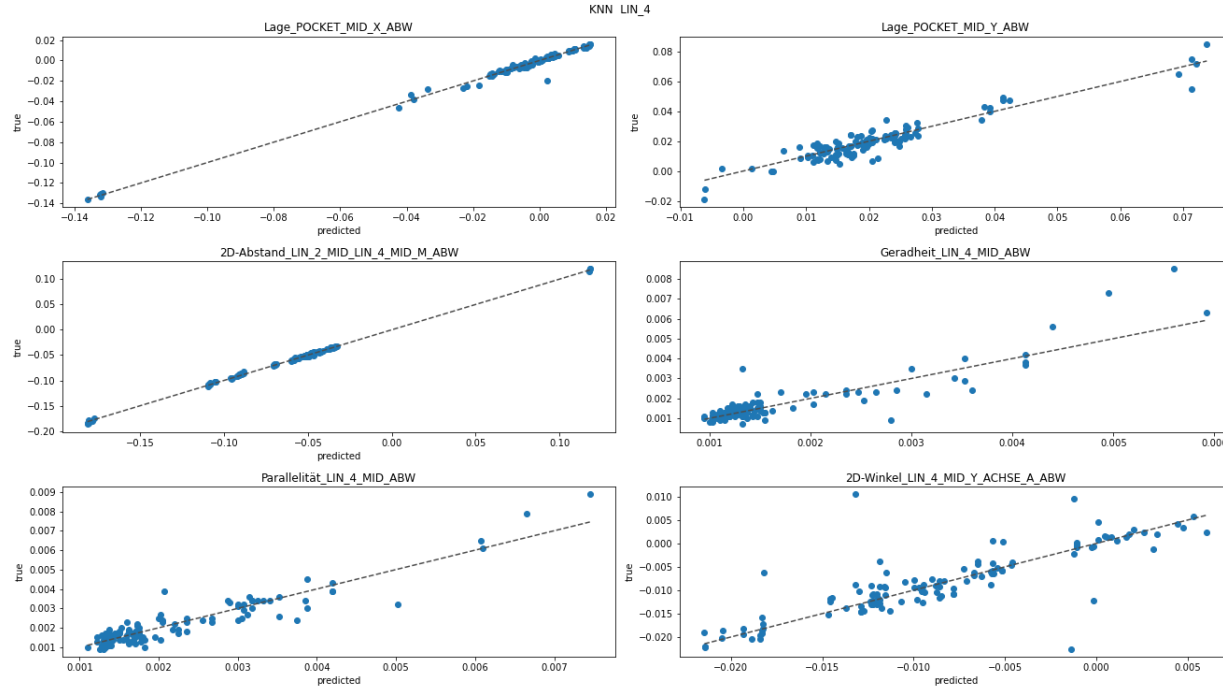 KNN LIN_4
Lage_POCKET_MID_X_ABW
0.02
0.00
−0.02
−0.04
−0.06
−0.08
−0.10
−0.12
−0.14
true
−0.14 −0.12 −0.10 −0.08 −0.06 −0.04 −0.02 0.00
predicted
Lage_POCKET_MID_Y_ABW
0.08
0.06
0.04
0.02
0.00
−0.02
true
−0.01 0.00 0.01 0.02 0.03 0.04 0.05 0.06 0.07
predicted
2D-Abstand_LIN_2_MID_LIN_4_MID_M_ABW
0.10
0.05
0.00
−0.05
−0.10
−0.15
−0.20
true
−0.15 −0.10 −0.05 0.00 0.05 0.10
predicted
Geradheit_LIN_4_MID_ABW
0.008
0.007
0.006
0.005
0.004
0.003
0.002
0.001
true
0.001 0.002 0.003 0.004 0.005 0.006
predicted
Parallelität_LIN_4_MID_ABW
0.009
0.008
0.007
0.006
0.005
0.004
0.003
0.002
0.001
true
0.001 0.002 0.003 0.004 0.005 0.006 0.007
predicted
2D-Winkel_LIN_4_MID_Y_ACHSE_A_ABW
0.010
0.005
0.000
−0.005
−0.010
−0.015
−0.020
true
−0.020 −0.015 −0.010 −0.005 0.000 0.005
predicted